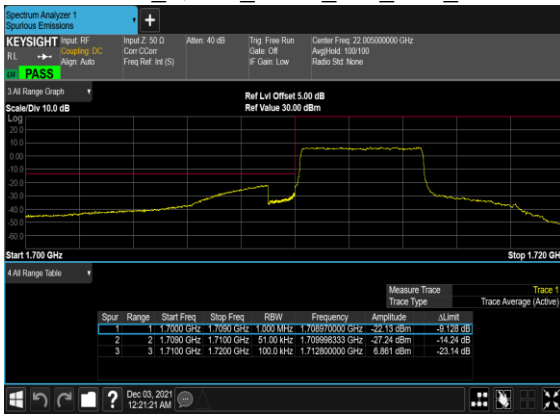 Spectrum Analyzer 1
Spurious Emissions
+
KEYSIGHT Input: RF Input Z: 50 Ω Atten: 40 dB Trig: Free Run Center Freq: 22.005000000 GHz
RL Coupling: DC Corr CCorr Gate: Off Avg|Hold: 100/100
Align: Auto Freq Ref: Int (S) IF Gain: Low Radio Std: None
PASS
3 All Range Graph
Ref Lvl Offset 5.00 dB
Scale/Div 10.0 dB Ref Value 30.00 dBm
Log
20.0
10.0
0.00
-10.0
-20.0
-30.0
-40.0
-50.0
-60.0
Start 1.700 GHz Stop 1.720 GH
4 All Range Table
Measure Trace Trace 1
Trace Type Trace Average (Active)
Spur Range Start Freq Stop Freq RBW Frequency Amplitude ΔLimit
1 1 1.7000 GHz 1.7090 GHz 1.000 MHz 1.708970000 GHz -22.13 dBm -9.128 dB
2 2 1.7090 GHz 1.7100 GHz 51.00 kHz 1.709998333 GHz -27.24 dBm -14.24 dB
3 3 1.7100 GHz 1.7200 GHz 100.0 kHz 1.712800000 GHz 6.861 dBm -23.14 dB
? Dec 03, 2021
12:21:21 AM